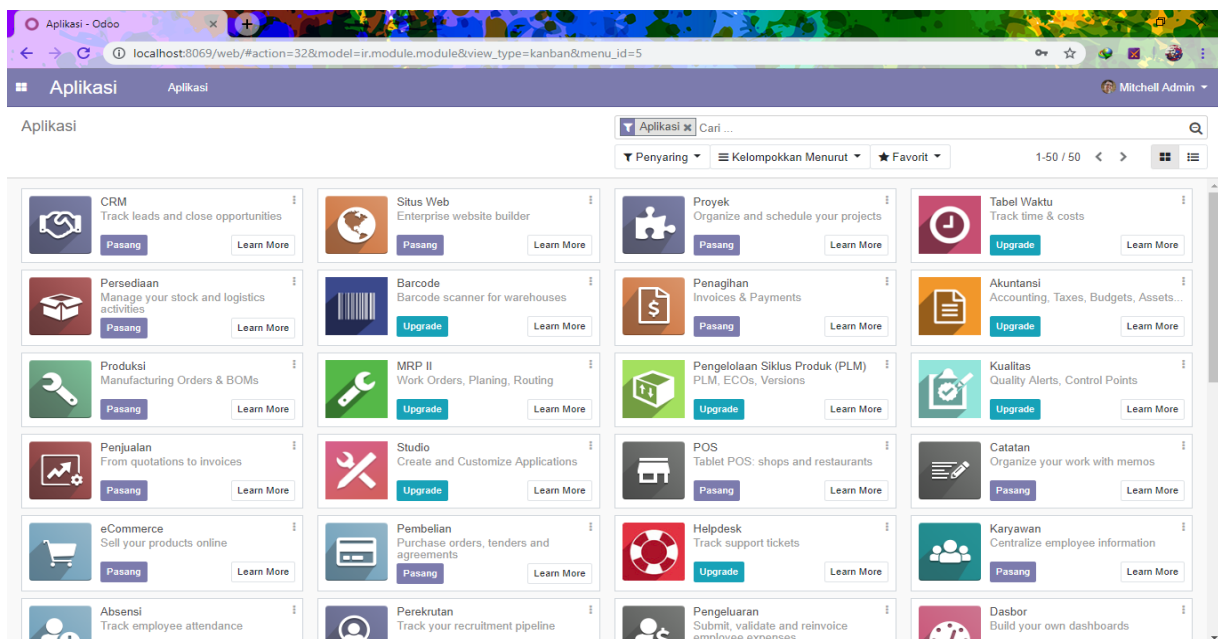 Aplikasi - Odoo
localhost:8069/web/#action=32&model=ir.module.module&view_type=kanban&menu_id=5
Aplikasi Aplikasi Mitchell Admin
Aplikasi
Aplikasi Cari ...
Penyaring Kelompokkan Menurut Favorit 1-50 / 50
CRM
Track leads and close opportunities
Pasang Learn More
Situs Web
Enterprise website builder
Pasang Learn More
Proyek
Organize and schedule your projects
Pasang Learn More
Tabel Waktu
Track time & costs
Upgrade Learn More
Persediaan
Manage your stock and logistics
activities
Pasang Learn More
Barcode
Barcode scanner for warehouses
Upgrade Learn More
Penagihan
Invoices & Payments
Pasang Learn More
Akuntansi
Accounting, Taxes, Budgets, Assets...
Upgrade Learn More
Produksi
Manufacturing Orders & BOMs
Pasang Learn More
MRP II
Work Orders, Planing, Routing
Upgrade Learn More
Pengelolaan Siklus Produk (PLM)
PLM, ECOs, Versions
Upgrade Learn More
Kualitas
Quality Alerts, Control Points
Upgrade Learn More
Penjualan
From quotations to invoices
Pasang Learn More
Studio
Create and Customize Applications
Upgrade Learn More
POS
Tablet POS: shops and restaurants
Pasang Learn More
Catatan
Organize your work with memos
Pasang Learn More
eCommerce
Sell your products online
Pasang Learn More
Pembelian
Purchase orders, tenders and
agreements
Pasang Learn More
Helpdesk
Track support tickets
Upgrade Learn More
Karyawan
Centralize employee information
Pasang Learn More
Absensi
Track employee attendance
Perekrutan
Track your recruitment pipeline
Pengeluaran
Submit, validate and reinvoice
employee expenses
Dasbor
Build your own dashboards